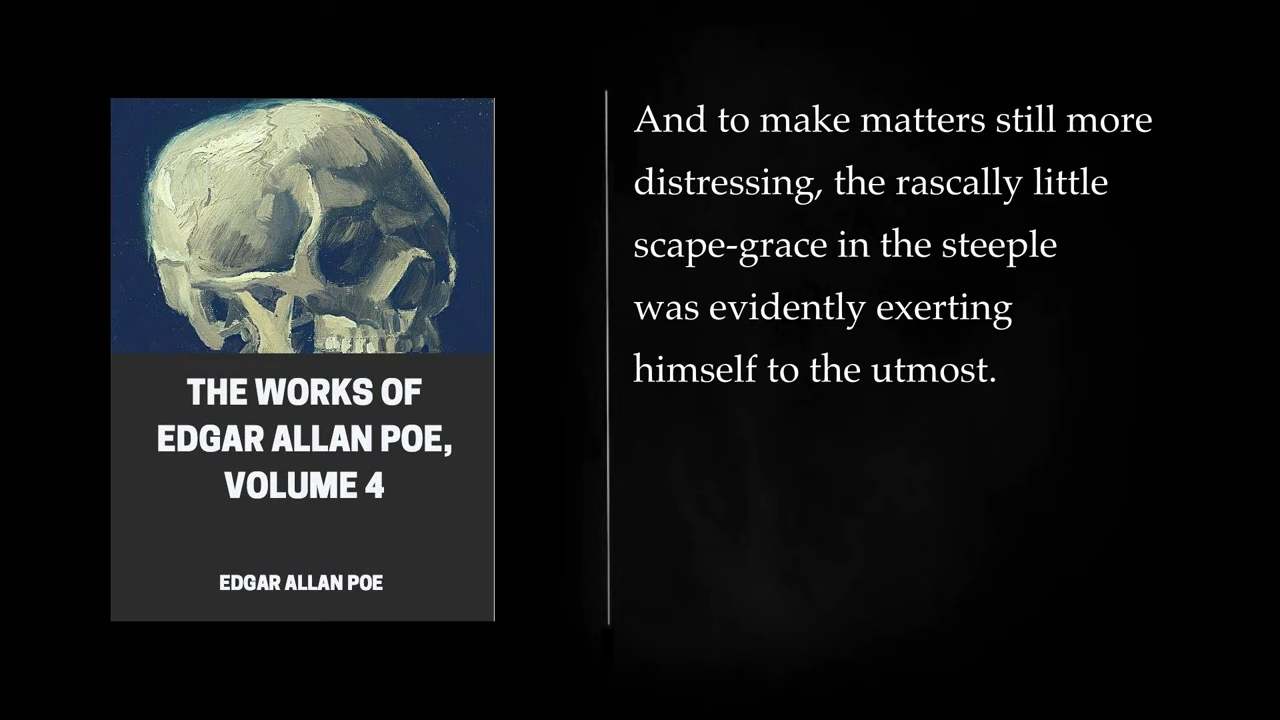 THE WORKS OF
EDGAR ALLAN POE,
VOLUME 4
EDGAR ALLAN POE
And to make matters still more
distressing, the rascally little
scape-grace in the steeple
was evidently exerting
himself to the utmost.